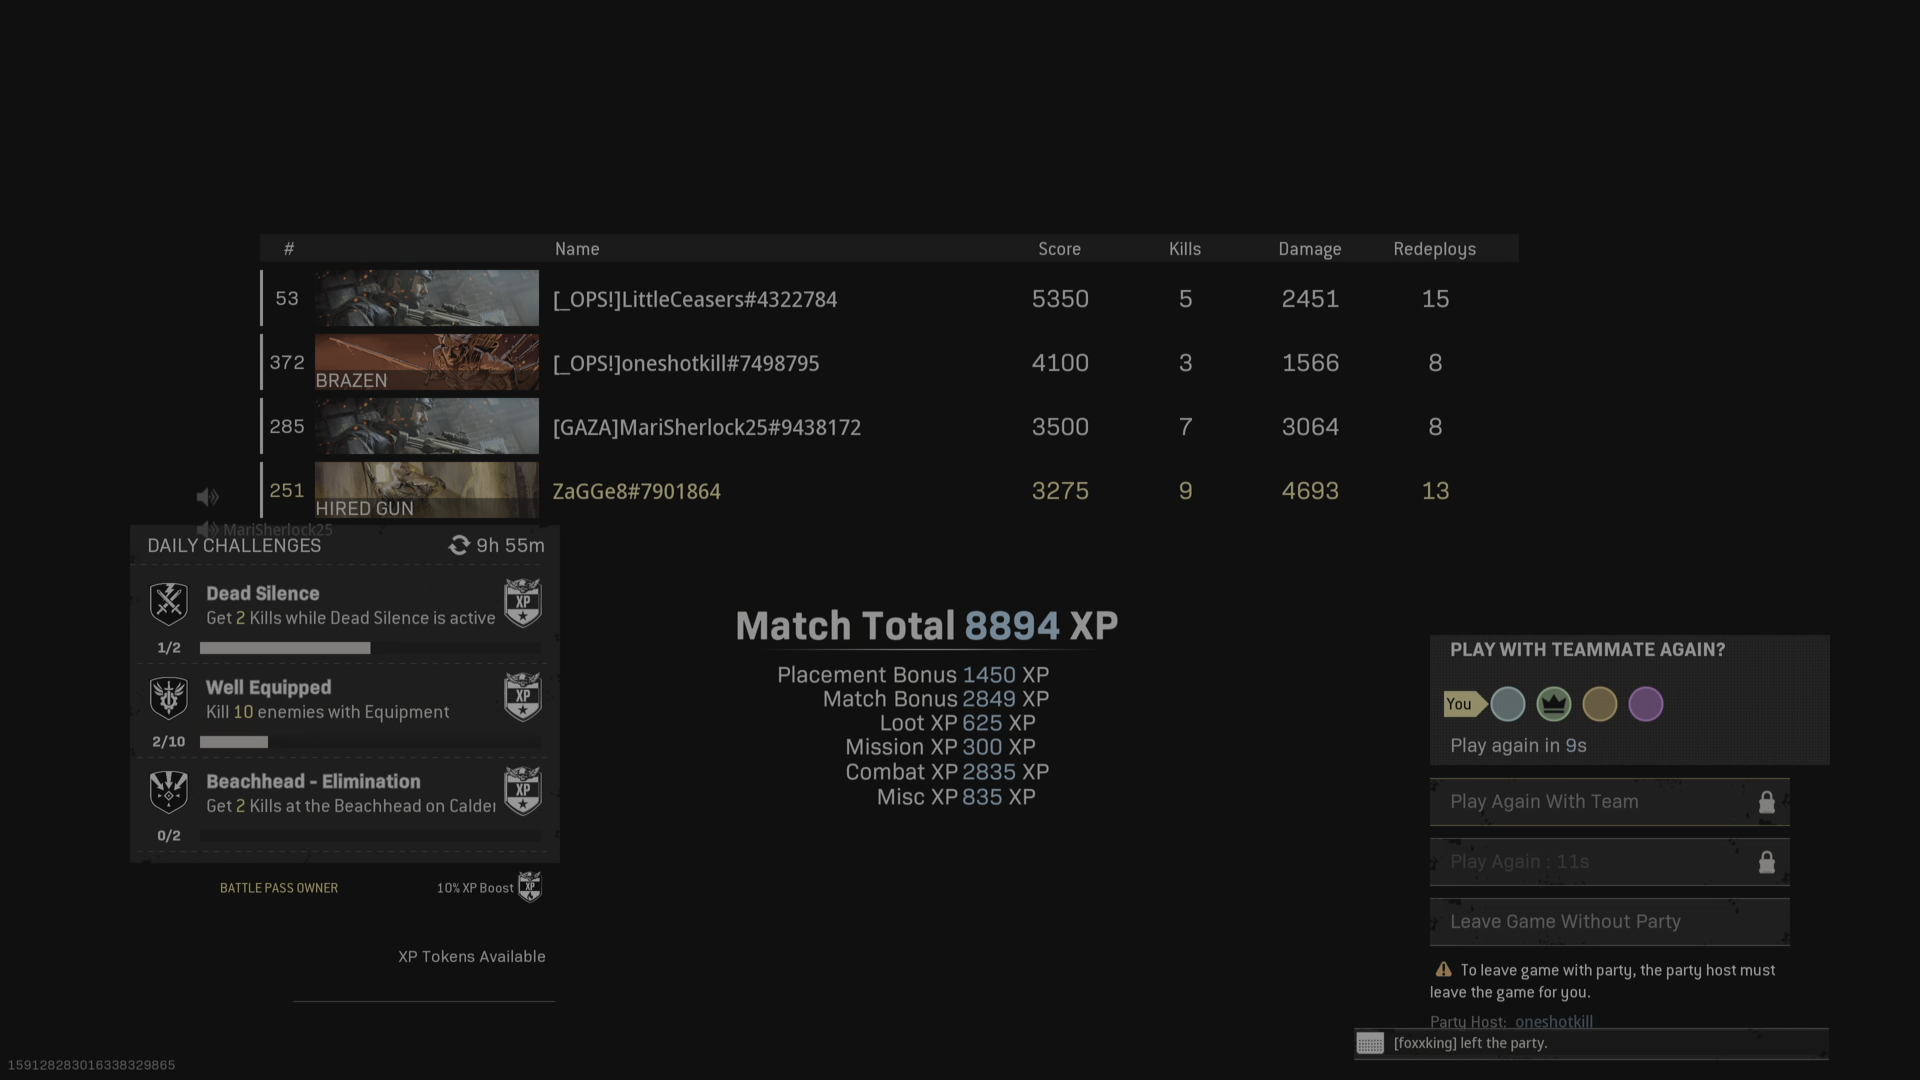 # Name Score Kills Damage Redeploys
53 [_OPS!]LittleCeasers#4322784 5350 5 2451 15
372 BRAZEN [_OPS!]oneshotkill#7498795 4100 3 1566 8
285 [GAZA]MariSherlock25#9438172 3500 7 3064 8
251 HIRED GUN ZaGGe8#7901864 3275 9 4693 13
MariSherlock25
DAILY CHALLENGES 9h 55m
Dead Silence
Get 2 Kills while Dead Silence is active
XP
1/2
Well Equipped
Kill 10 enemies with Equipment
XP
2/10
Beachhead - Elimination
Get 2 Kills at the Beachhead on Calder
XP
0/2
BATTLE PASS OWNER 10% XP Boost XP
XP Tokens Available
Match Total 8894 XP
Placement Bonus 1450 XP
Match Bonus 2849 XP
Loot XP 625 XP
Mission XP 300 XP
Combat XP 2835 XP
Misc XP 835 XP
PLAY WITH TEAMMATE AGAIN?
You
Play again in 9s
Play Again With Team
Play Again : 11s
Leave Game Without Party
To leave game with party, the party host must
leave the game for you.
Party Host: oneshotkill
[foxxking] left the party.
159128283016338329865